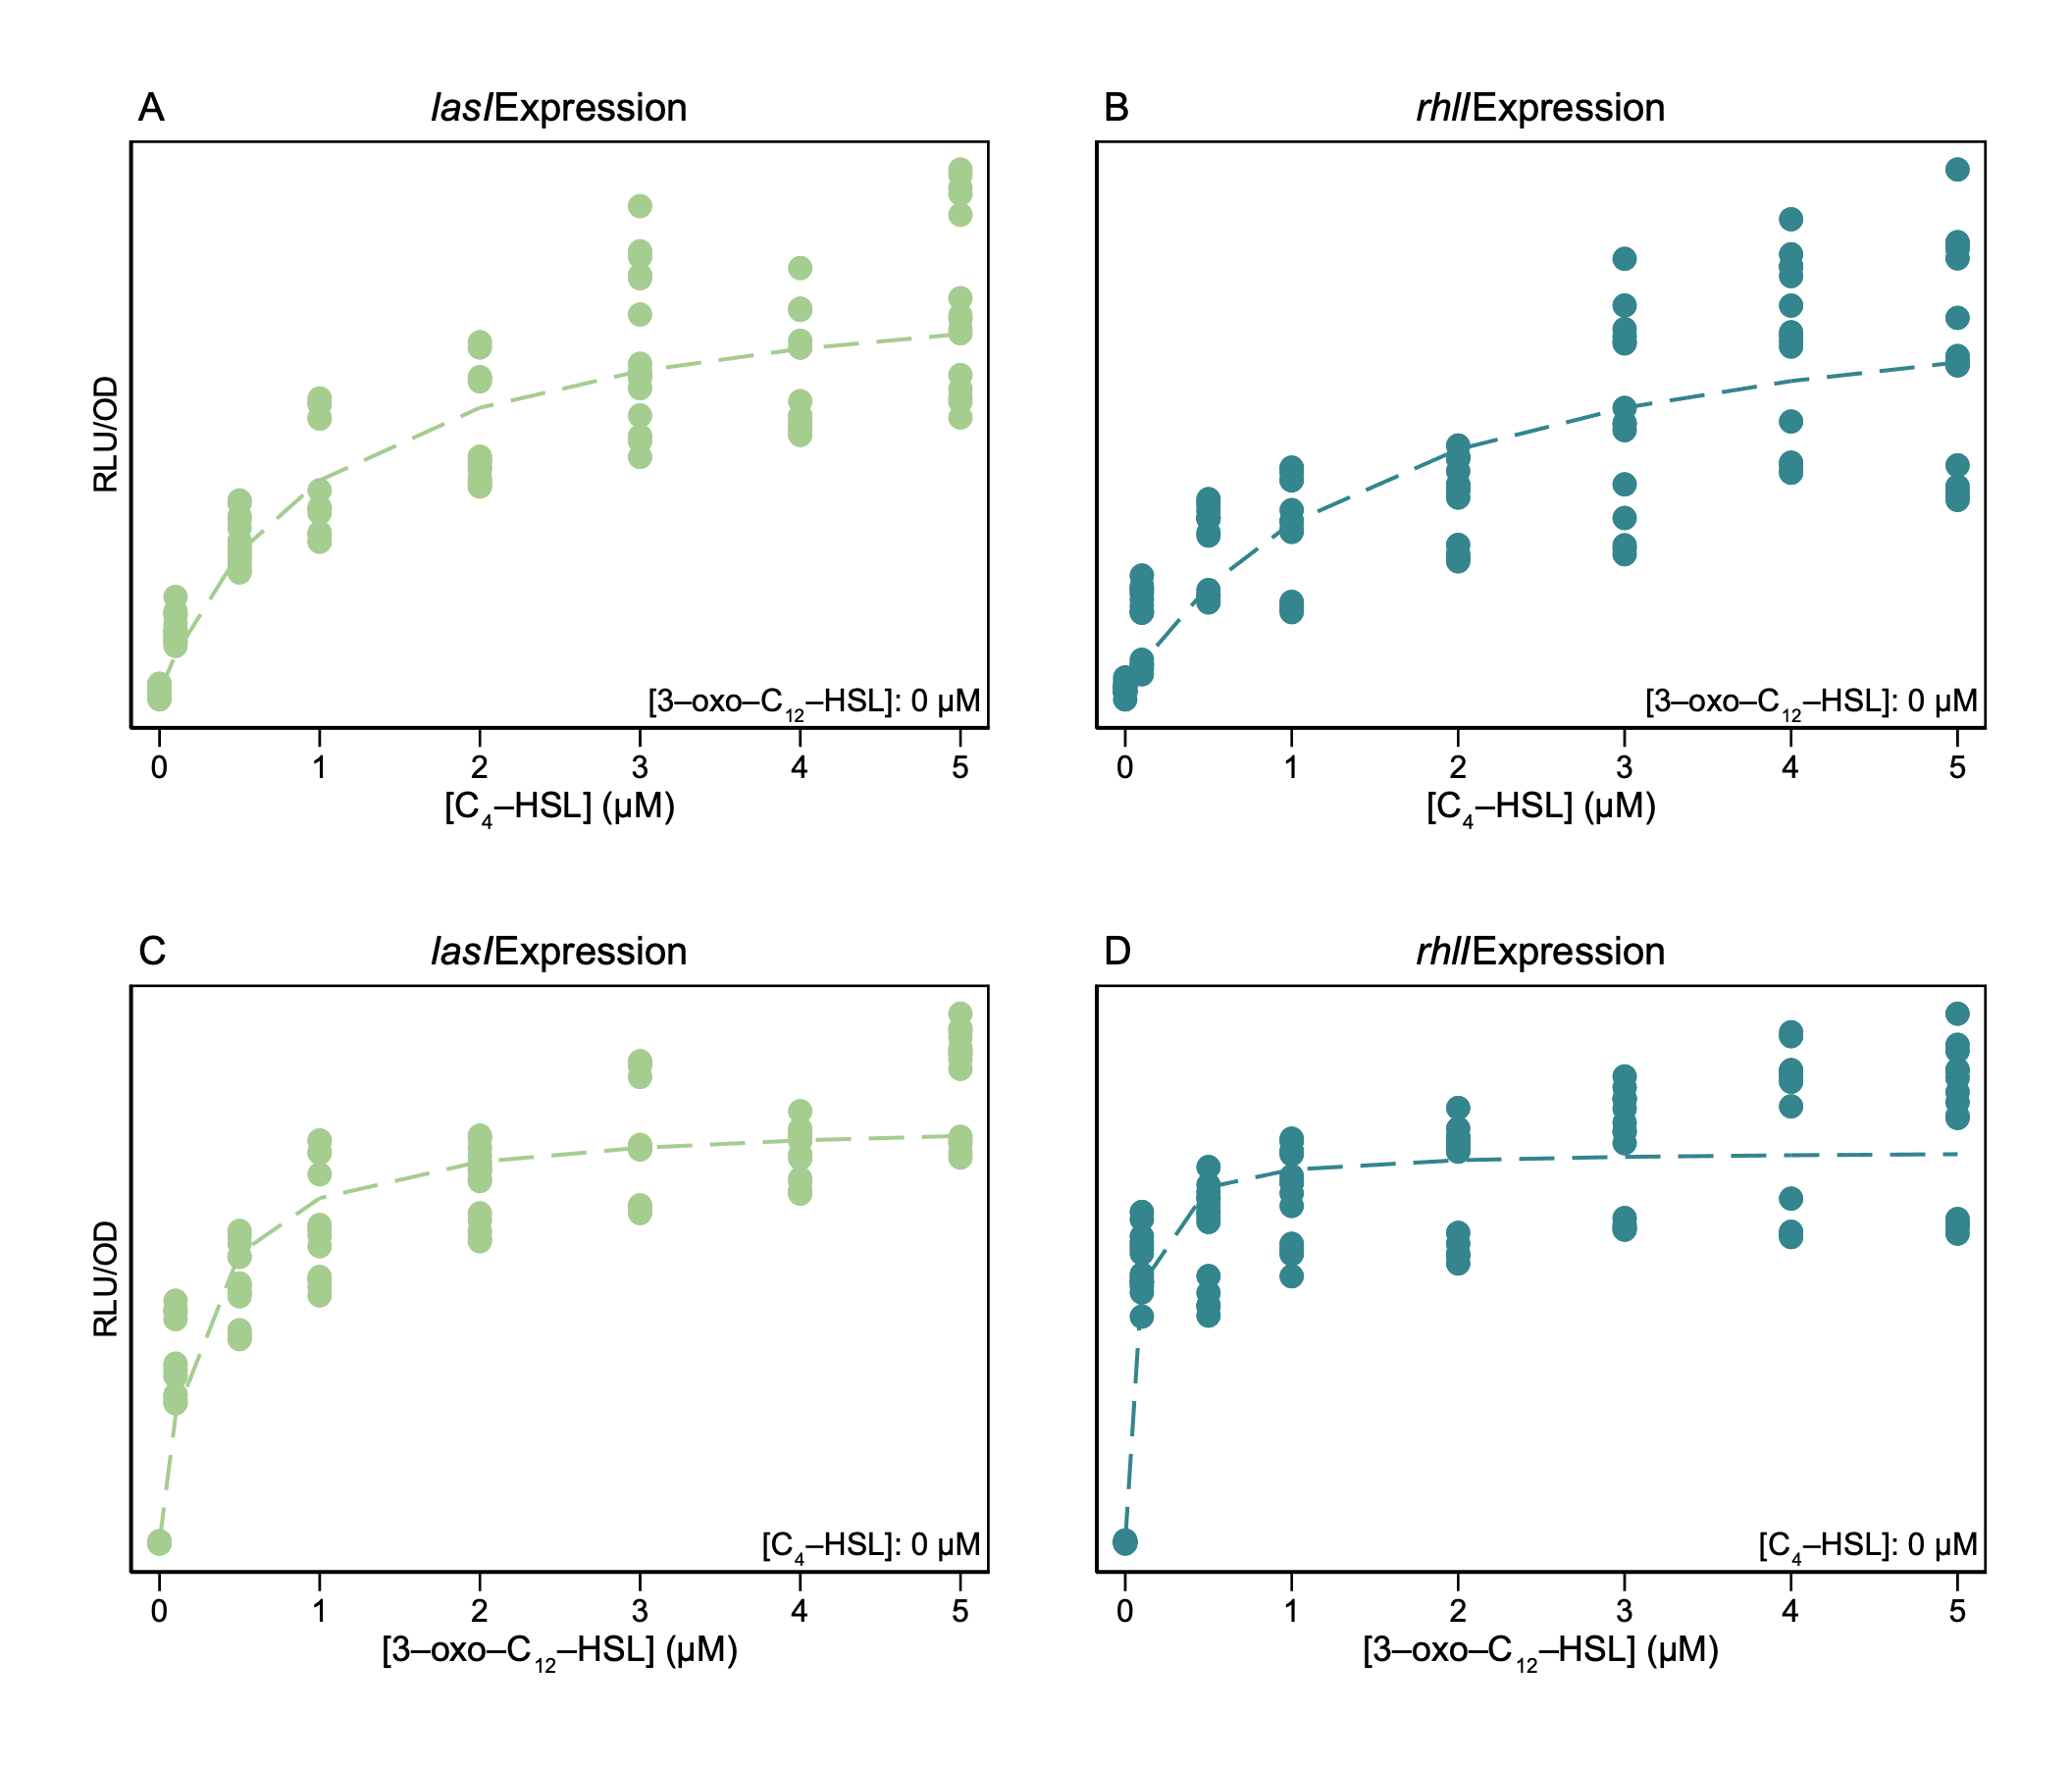 A lasI Expression B rhlI Expression
RLU/OD
[3–oxo–C12–HSL]: 0 µM [3–oxo–C12–HSL]: 0 µM
0 1 2 3 4 5 0 1 2 3 4 5
[C4–HSL] (µM) [C4–HSL] (µM)
C lasI Expression D rhlI Expression
RLU/OD
[C4–HSL]: 0 µM [C4–HSL]: 0 µM
0 1 2 3 4 5 0 1 2 3 4 5
[3–oxo–C12–HSL] (µM) [3–oxo–C12–HSL] (µM)